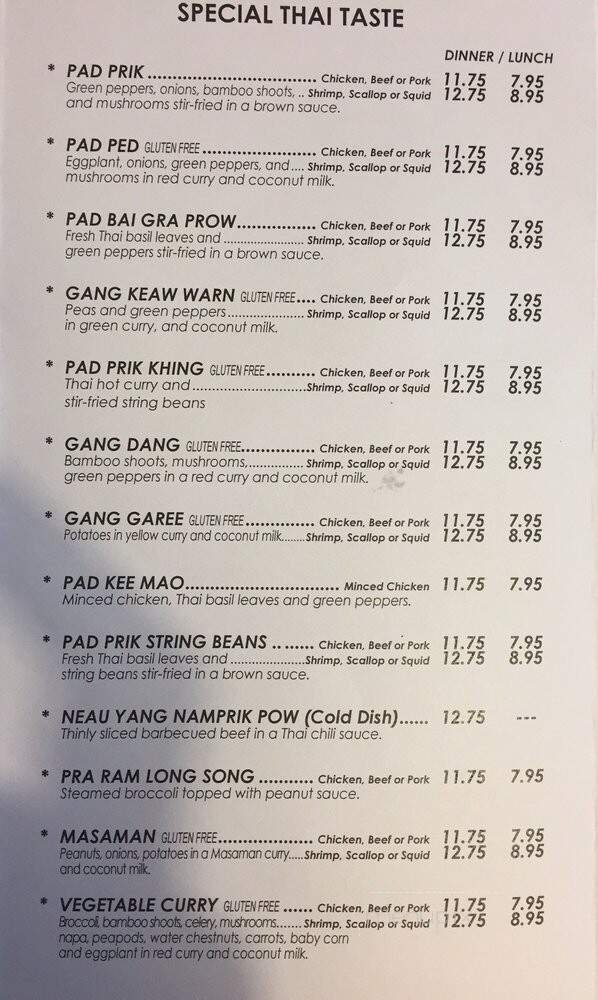 SPECIAL THAI TASTE
DINNER / LUNCH
* PAD PRIK ................................. Chicken, Beef or Pork 11.75 7.95
Green peppers, onions, bamboo shoots, .. Shrimp, Scallop or Squid 12.75 8.95
and mushrooms stir-fried in a brown sauce.
* PAD PED GLUTEN FREE ...................... Chicken, Beef or Pork 11.75 7.95
Eggplant, onions, green peppers, and .... Shrimp, Scallop or Squid 12.75 8.95
mushrooms in red curry and coconut milk.
* PAD BAI GRA PROW................ Chicken, Beef or Pork 11.75 7.95
Fresh Thai basil leaves and ........................ Shrimp, Scallop or Squid 12.75 8.95
green peppers stir-fried in a brown sauce.
* GANG KEAW WARN GLUTEN FREE.... Chicken, Beef or Pork 11.75 7.95
Peas and green peppers...................... Shrimp, Scallop or Squid 12.75 8.95
in green curry, and coconut milk.
* PAD PRIK KHING GLUTEN FREE.......... Chicken, Beef or Pork 11.75 7.95
Thai hot curry and..............................Shrimp, Scallop or Squid 12.75 8.95
stir-fried string beans
* GANG DANG GLUTEN FREE............... Chicken, Beef or Pork 11.75 7.95
Bamboo shoots, mushrooms,................ Shrimp, Scallop or Squid 12.75 8.95
green peppers in a red curry and coconut milk.
* GANG GAREE GLUTEN FREE.............. Chicken, Beef or Pork 11.75 7.95
Potatoes in yellow curry and coconut milk.......Shrimp, Scallop or Squid 12.75 8.95
* PAD KEE MAO............................... Minced Chicken 11.75 7.95
Minced chicken, Thai basil leaves and green peppers.
* PAD PRIK STRING BEANS ........ Chicken, Beef or Pork 11.75 7.95
Fresh Thai basil leaves and ......................Shrimp, Scallop or Squid 12.75 8.95
string beans stir-fried in a brown sauce.
* NEAU YANG NAMPRIK POW (Cold Dish)...... 12.75 ---
Thinly sliced barbecued beef in a Thai chili sauce.
* PRA RAM LONG SONG ........... Chicken, Beef or Pork 11.75 7.95
Steamed broccoli topped with peanut sauce.
* MASAMAN GLUTEN FREE................... Chicken, Beef or Pork 11.75 7.95
Peanuts, onions, potatoes in a Masaman curry.....Shrimp, Scallop or Squid 12.75 8.95
and coconut milk.
* VEGETABLE CURRY GLUTEN FREE ...... Chicken, Beef or Pork 11.75 7.95
Broccoli, bamboo shoots, celery, mushrooms....... Shrimp, Scallop or Squid 12.75 8.95
napa, peapods, water chestnuts, carrots, baby corn
and eggplant in red curry and coconut milk.